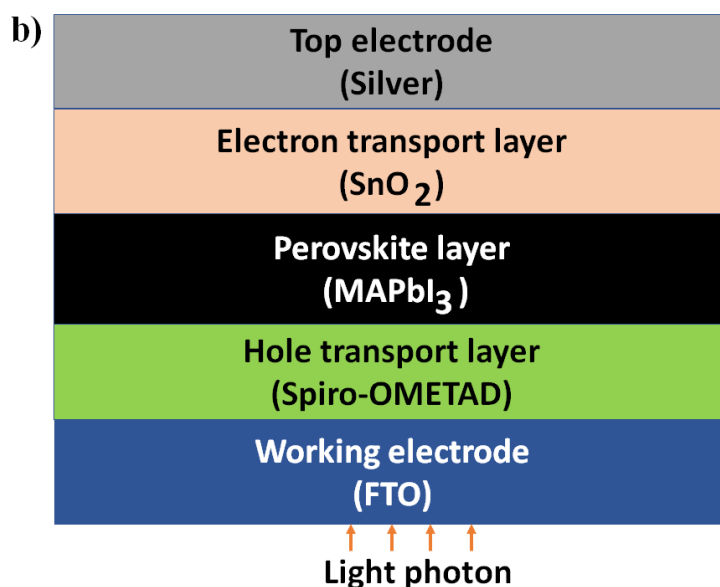 b)
Top electrode
(Silver)
Electron transport layer
(SnO₂)
Perovskite layer
(MAPbI₃)
Hole transport layer
(Spiro-OMETAD)
Working electrode
(FTO)
Light photon